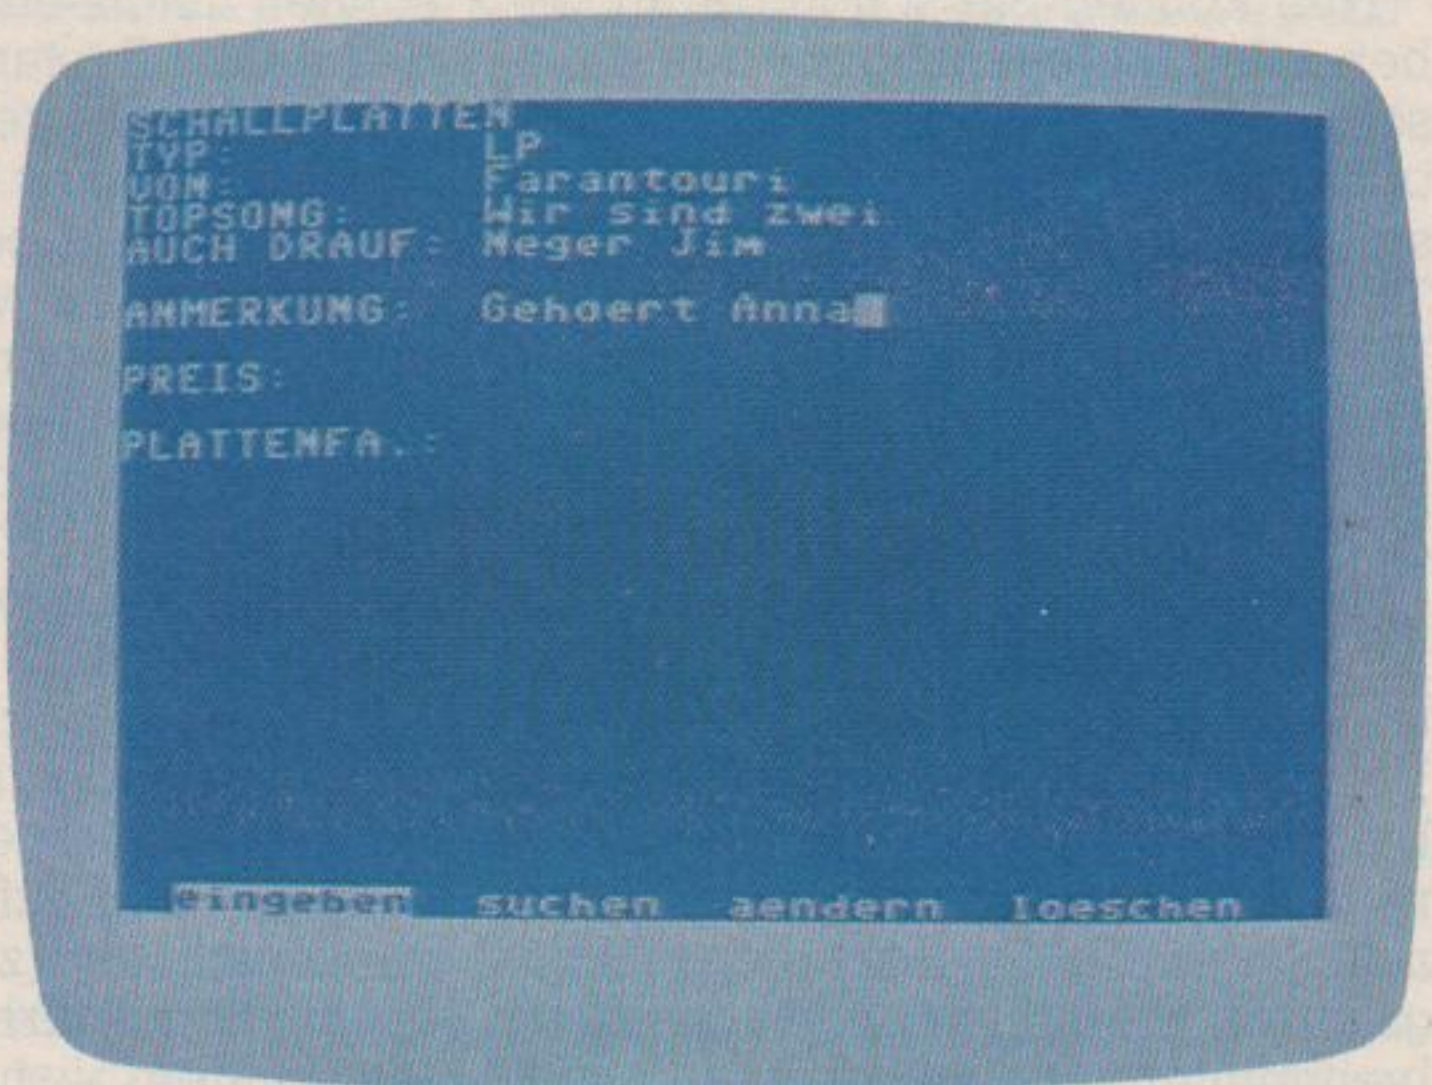 SCHALLPLATTEN
TYP: LP
VON: Farantouri
TOPSONG: Wir sind zwei
AUCH DRAUF: Neger Jim
ANMERKUNG: Gehoert Anna
PREIS:
PLATTENFA.:
eingeben suchen aendern loeschen